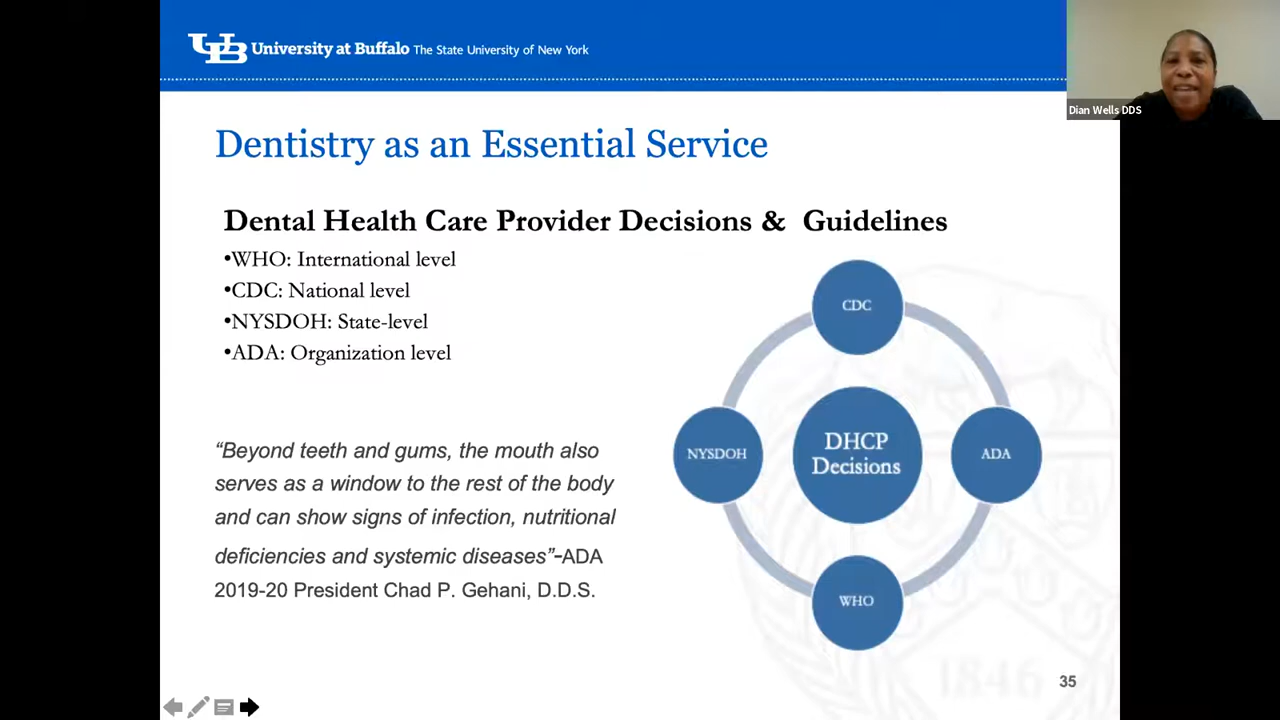 UB University at Buffalo The State University of New York
Dian Wells DDS
Dentistry as an Essential Service
Dental Health Care Provider Decisions &  Guidelines
•WHO: International level
•CDC: National level
•NYSDOH: State-level
•ADA: Organization level
“Beyond teeth and gums, the mouth also
serves as a window to the rest of the body
and can show signs of infection, nutritional
deficiencies and systemic diseases”-ADA
2019-20 President Chad P. Gehani, D.D.S.
CDC
NYSDOH
DHCP
Decisions
ADA
WHO
1846
35